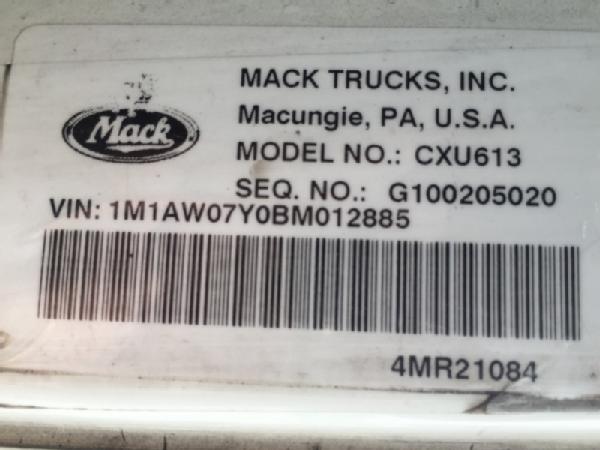 Mack
MACK TRUCKS, INC.
Macungie, PA, U.S.A.
MODEL NO.: CXU613
SEQ. NO.: G100205020
VIN: 1M1AW07Y0BM012885
4MR21084